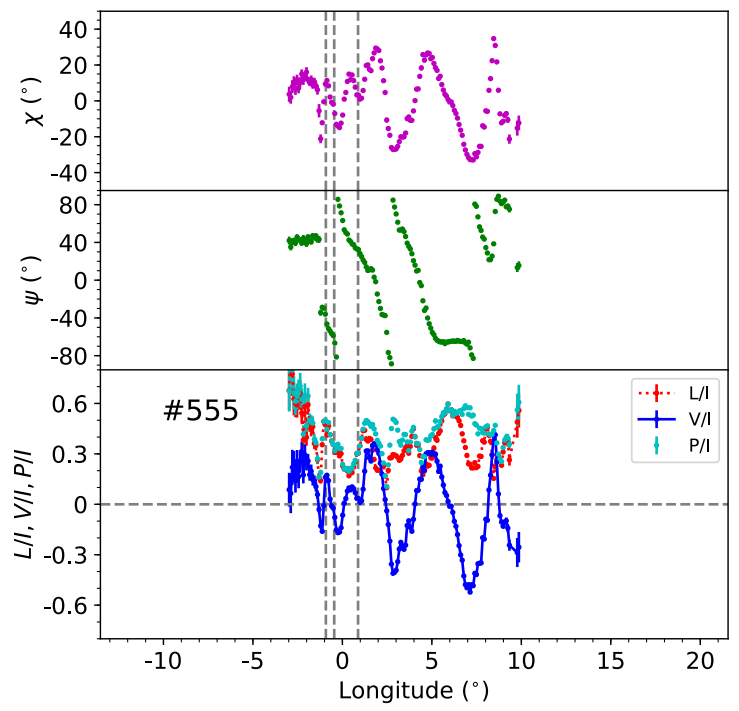 40
20
0
-20
-40
χ (°)
80
40
0
-40
-80
ψ (°)
0.6
0.3
0
-0.3
-0.6
L/I, V/I, P/I
#555
L/I
V/I
P/I
-10 -5 0 5 10 15 20
Longitude (°)